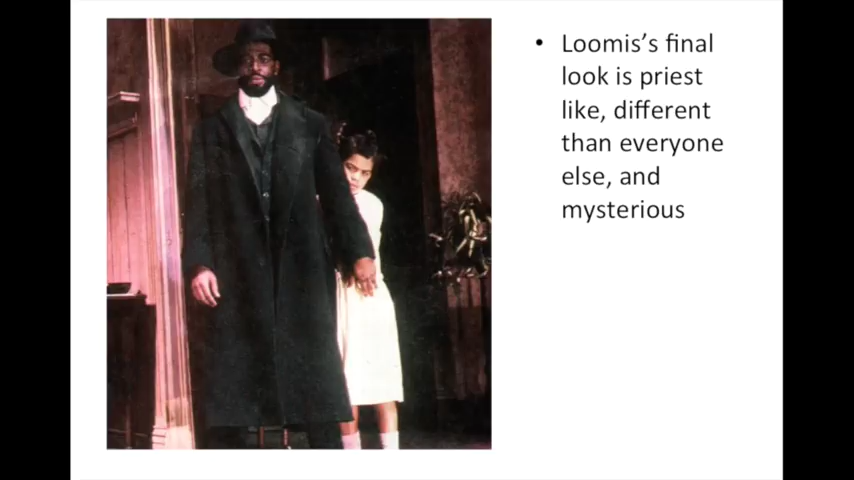 • Loomis’s final
look is priest
like, different
than everyone
else, and
mysterious